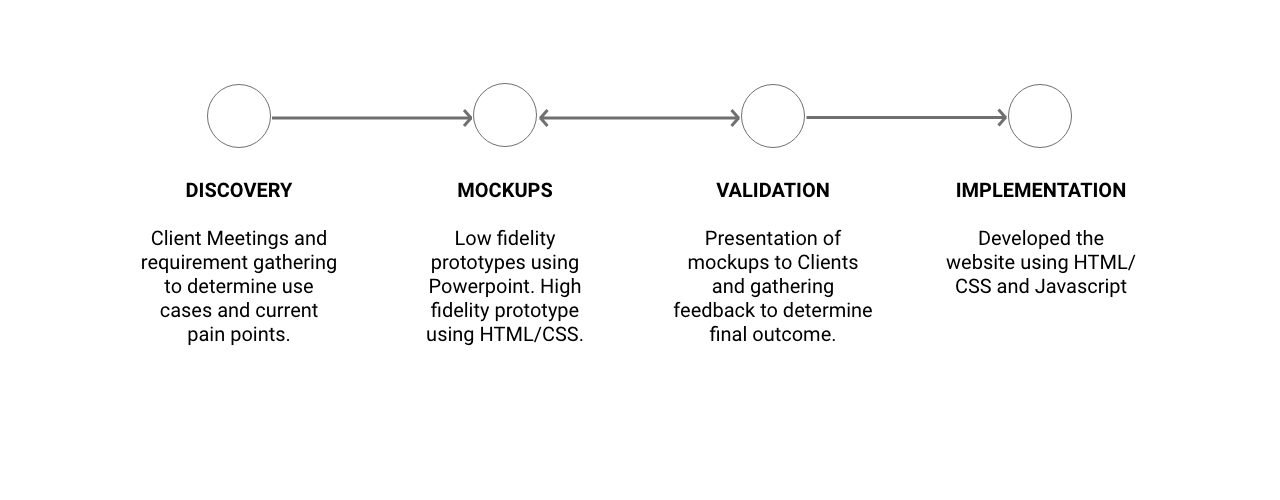 DISCOVERY
Client Meetings and
requirement gathering
to determine use
cases and current
pain points.
MOCKUPS
Low fidelity
prototypes using
Powerpoint. High
fidelity prototype
using HTML/CSS.
VALIDATION
Presentation of
mockups to Clients
and gathering
feedback to determine
final outcome.
IMPLEMENTATION
Developed the
website using HTML/
CSS and Javascript